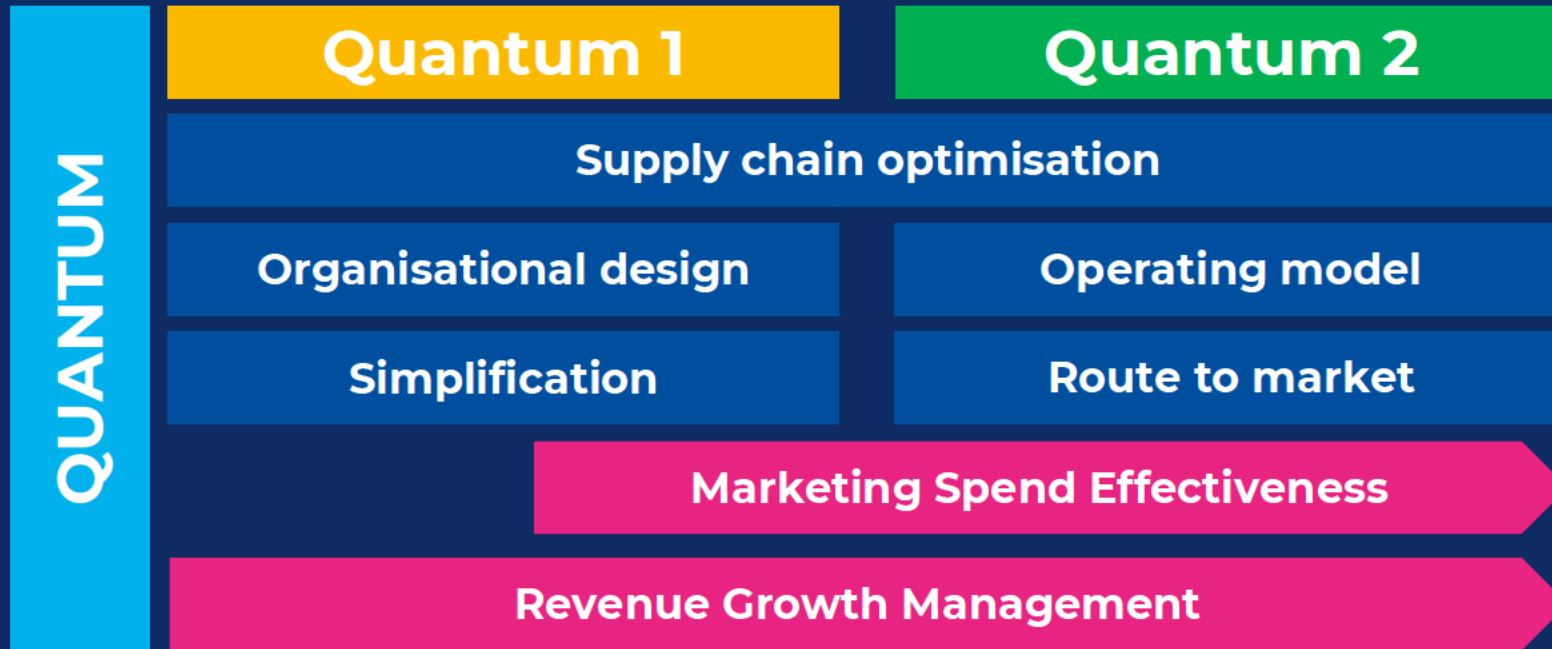 QUANTUM
Quantum 1
Quantum 2
Supply chain optimisation
Organisational design
Operating model
Simplification
Route to market
Marketing Spend Effectiveness
Revenue Growth Management